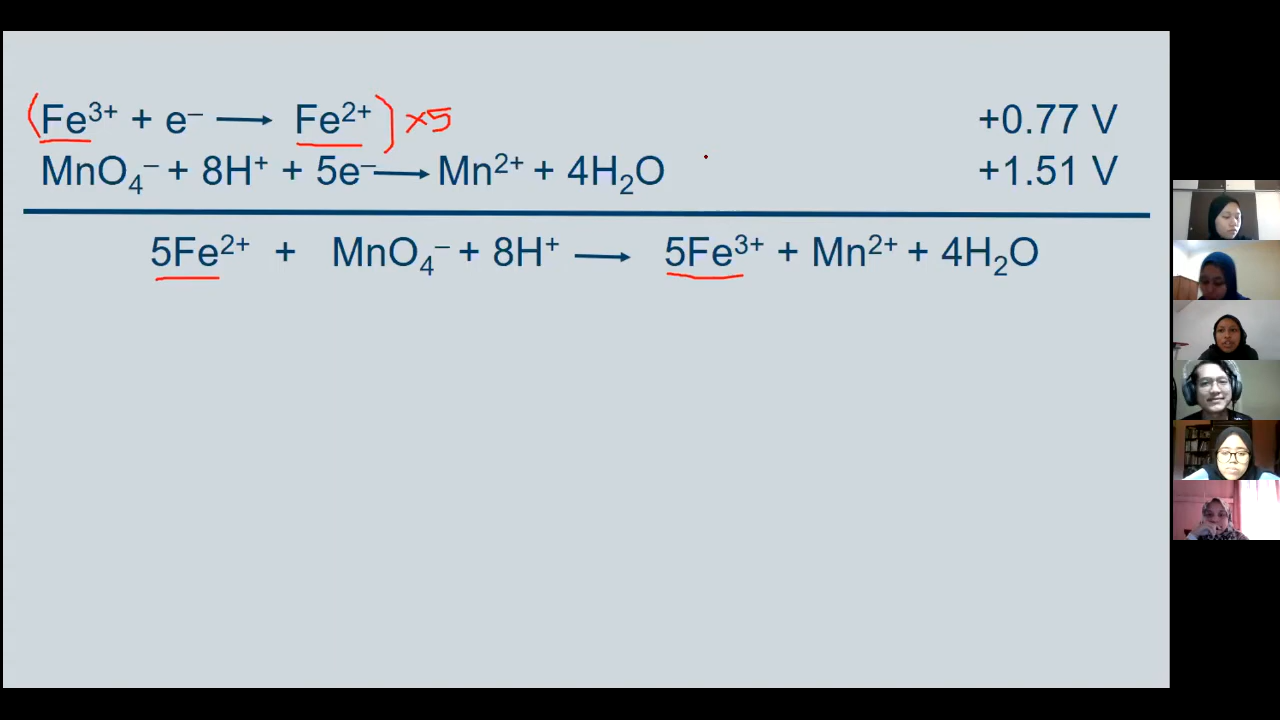 (Fe³⁺ + e⁻ ⟶ Fe²⁺) ×5 +0.77 V
MnO₄⁻ + 8H⁺ + 5e⁻ ⟶ Mn²⁺ + 4H₂O +1.51 V
5Fe²⁺ + MnO₄⁻ + 8H⁺ ⟶ 5Fe³⁺ + Mn²⁺ + 4H₂O